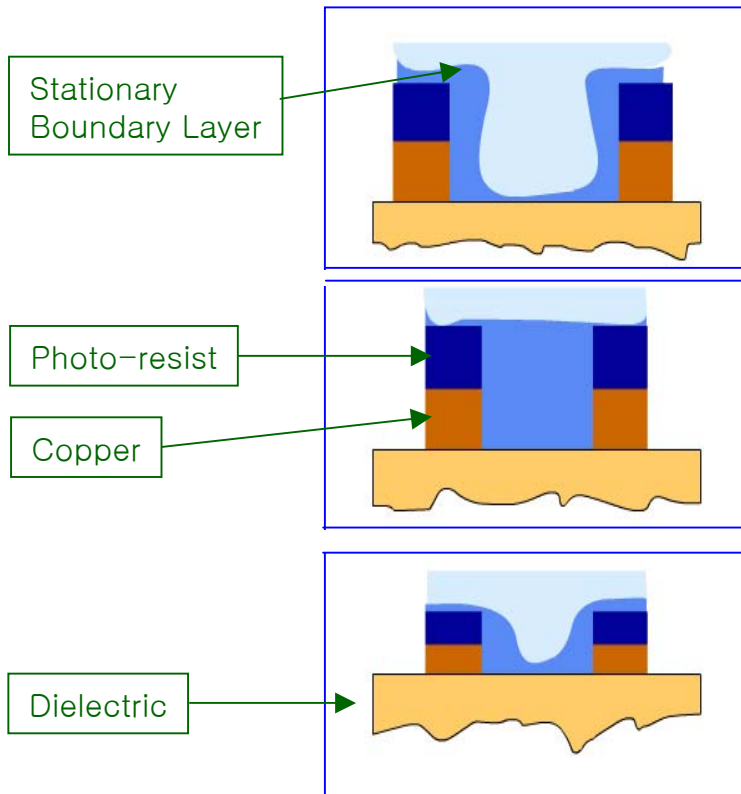 Stationary
Boundary Layer
Photo-resist
Copper
Dielectric